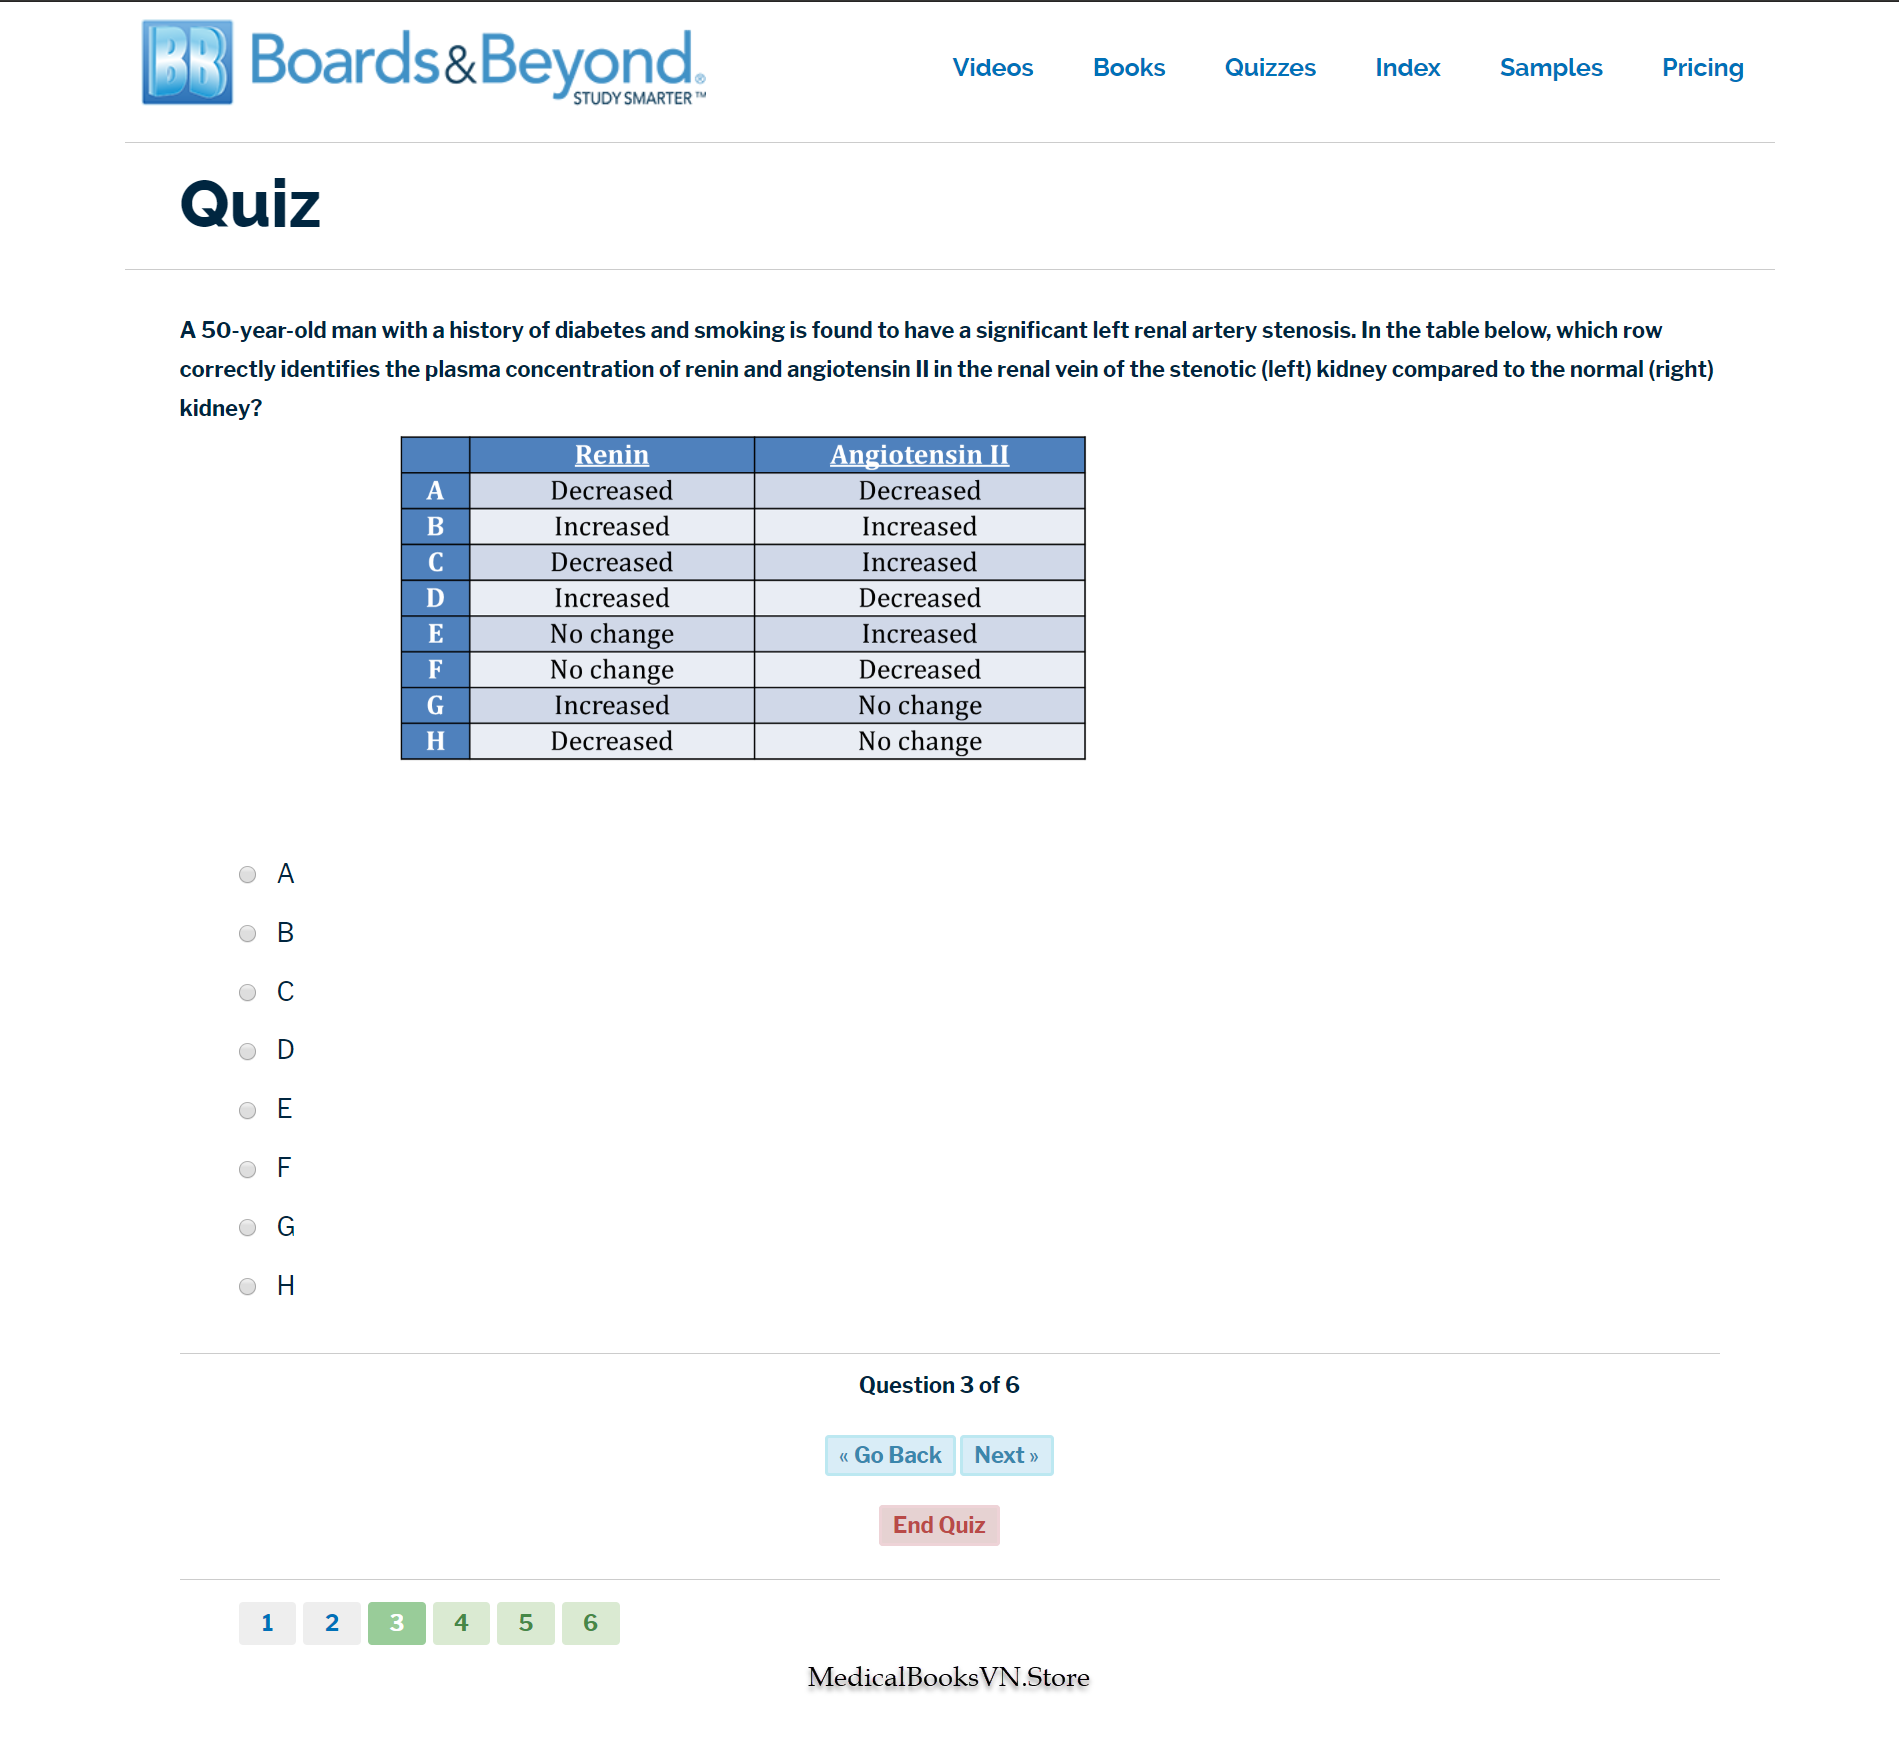 BB Boards&Beyond®
STUDY SMARTER™
Videos Books Quizzes Index Samples Pricing
Quiz
A 50-year-old man with a history of diabetes and smoking is found to have a significant left renal artery stenosis. In the table below, which row
correctly identifies the plasma concentration of renin and angiotensin II in the renal vein of the stenotic (left) kidney compared to the normal (right)
kidney?
Renin Angiotensin II
A Decreased Decreased
B Increased Increased
C Decreased Increased
D Increased Decreased
E No change Increased
F No change Decreased
G Increased No change
H Decreased No change
A
B
C
D
E
F
G
H
Question 3 of 6
« Go Back Next »
End Quiz
1 2 3 4 5 6
MedicalBooksVN.Store